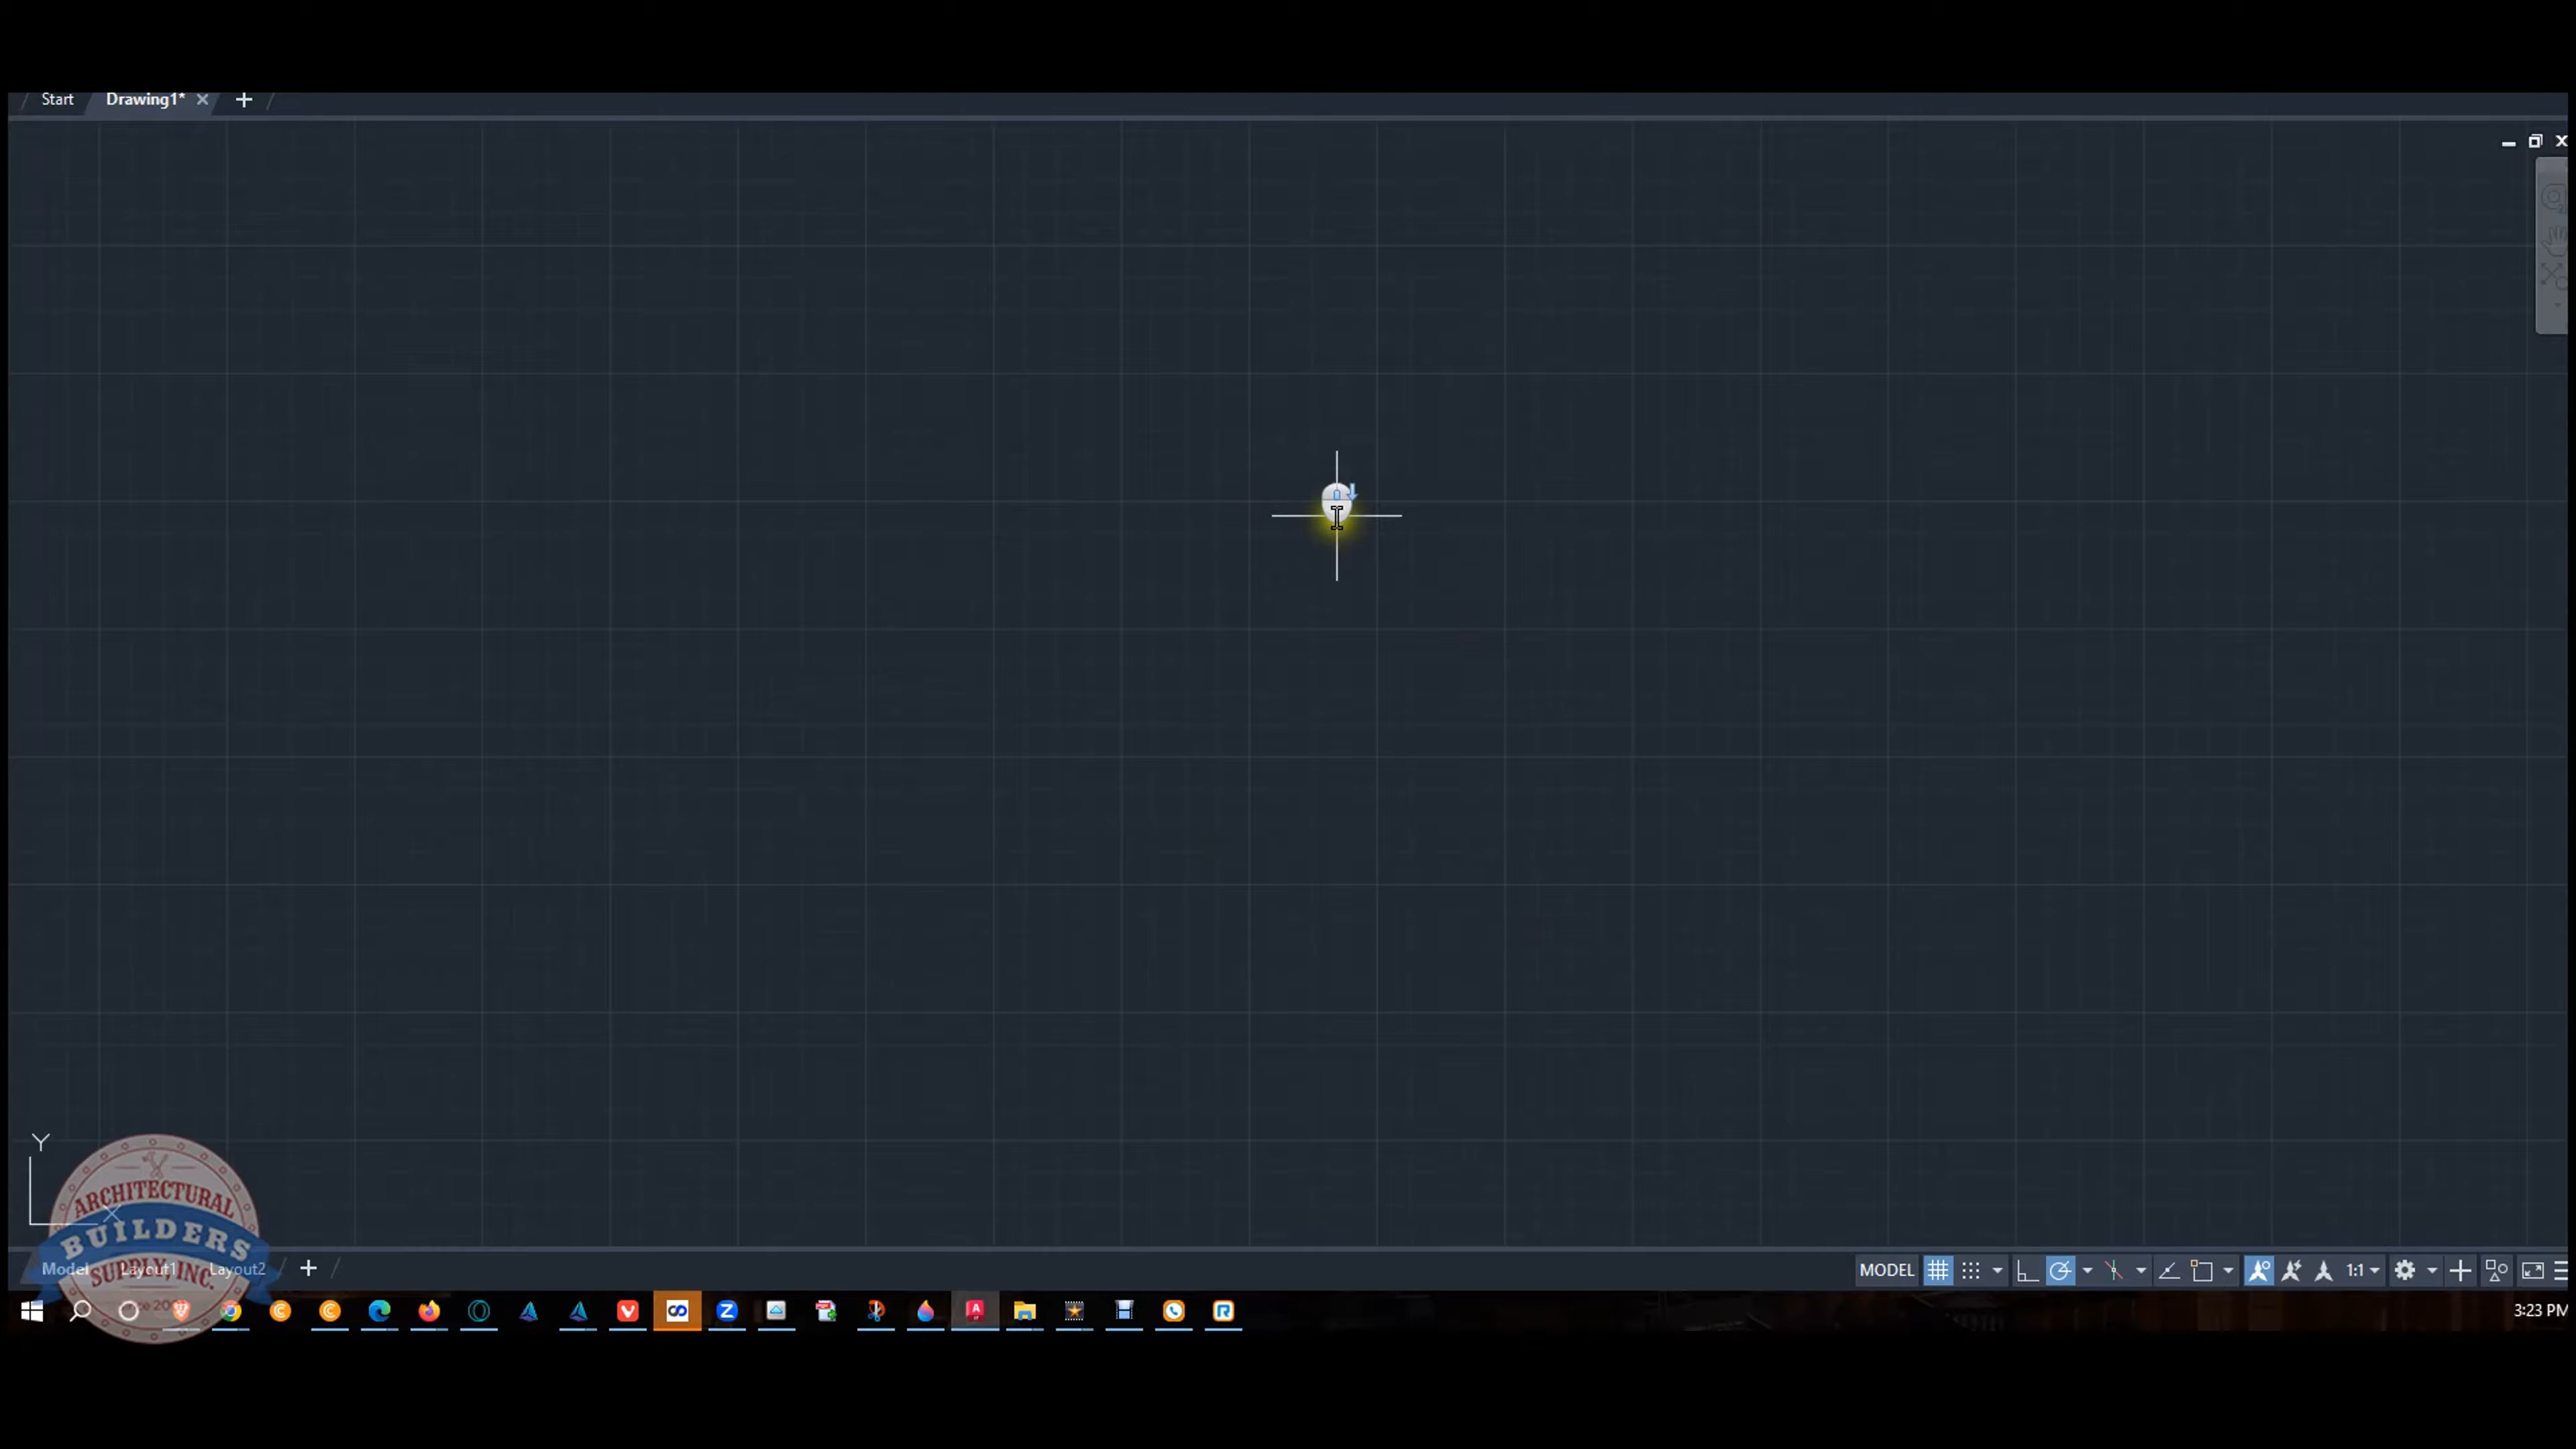 Start
Drawing1*
Y
X
ARCHITECTURAL
BUILDERS
SUPPLY, INC.
Model
Layout1
Layout2
MODEL
1:1
3:23 PM